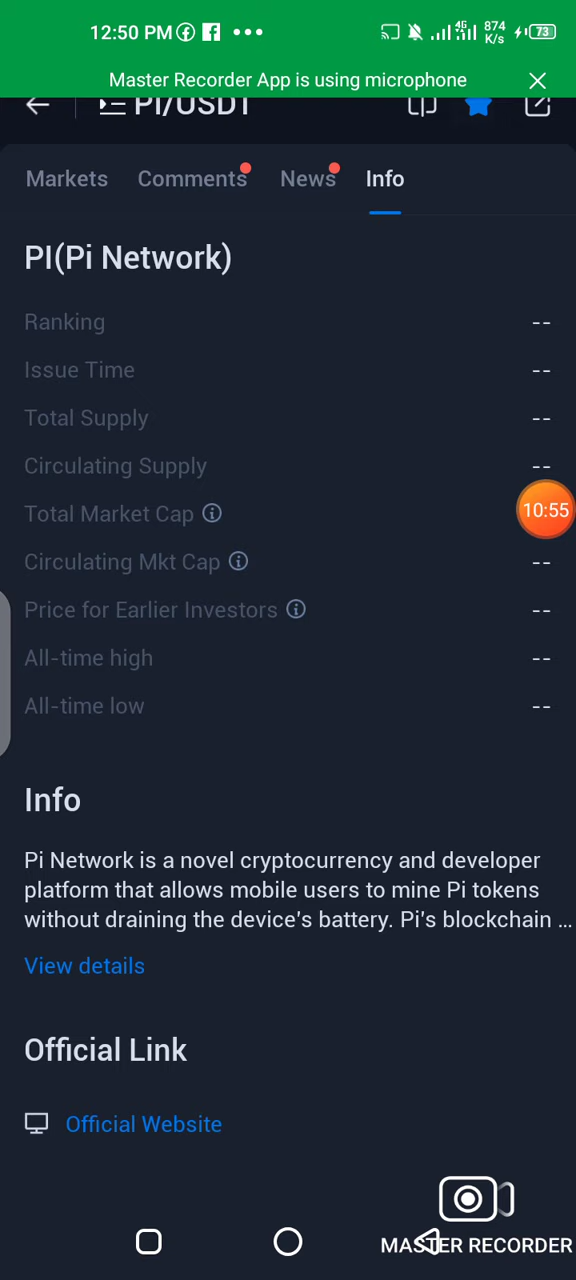 12:50 PM 4G 874 K/s 73
Master Recorder App is using microphone
PI/USDT
Markets Comments News Info
PI(Pi Network)
Ranking --
Issue Time --
Total Supply --
Circulating Supply --
Total Market Cap
10:55
Circulating Mkt Cap --
Price for Earlier Investors --
All-time high --
All-time low --
Info
Pi Network is a novel cryptocurrency and developer
platform that allows mobile users to mine Pi tokens
without draining the device's battery. Pi's blockchain ...
View details
Official Link
Official Website
MASTER RECORDER